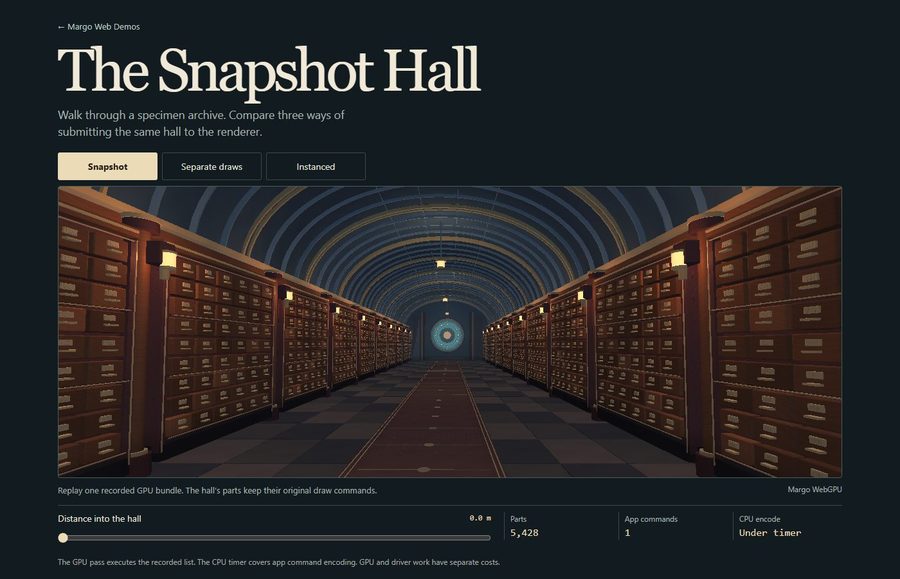 ← Margo Web Demos
The Snapshot Hall
Walk through a specimen archive. Compare three ways of
submitting the same hall to the renderer.
Snapshot
Separate draws
Instanced
Replay one recorded GPU bundle. The hall's parts keep their original draw commands.
Margo WebGPU
Distance into the hall
0.0 m
Parts
5,428
App commands
1
CPU encode
Under timer
The GPU pass executes the recorded list. The CPU timer covers app command encoding. GPU and driver work have separate costs.